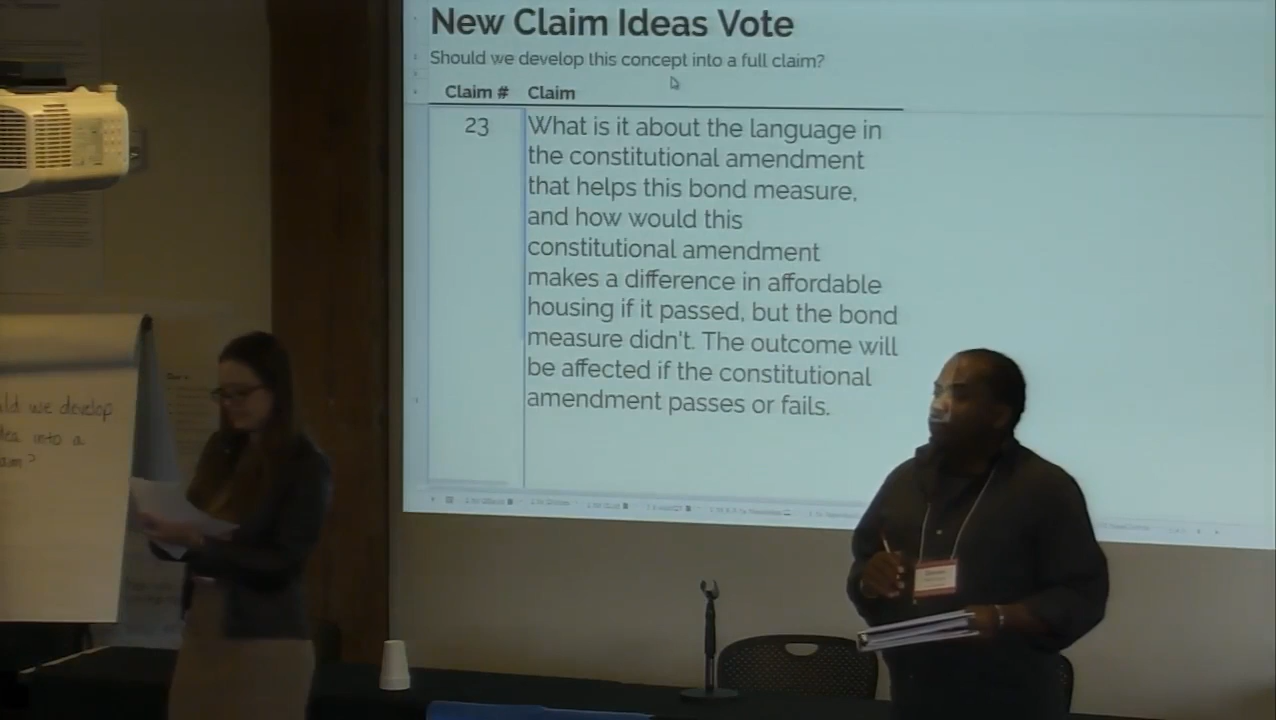 New Claim Ideas Vote
Should we develop this concept into a full claim?
Claim # Claim
23 What is it about the language in
the constitutional amendment
that helps this bond measure,
and how would this
constitutional amendment
makes a difference in affordable
housing if it passed, but the bond
measure didn't. The outcome will
be affected if the constitutional
amendment passes or fails.
we develop
into a